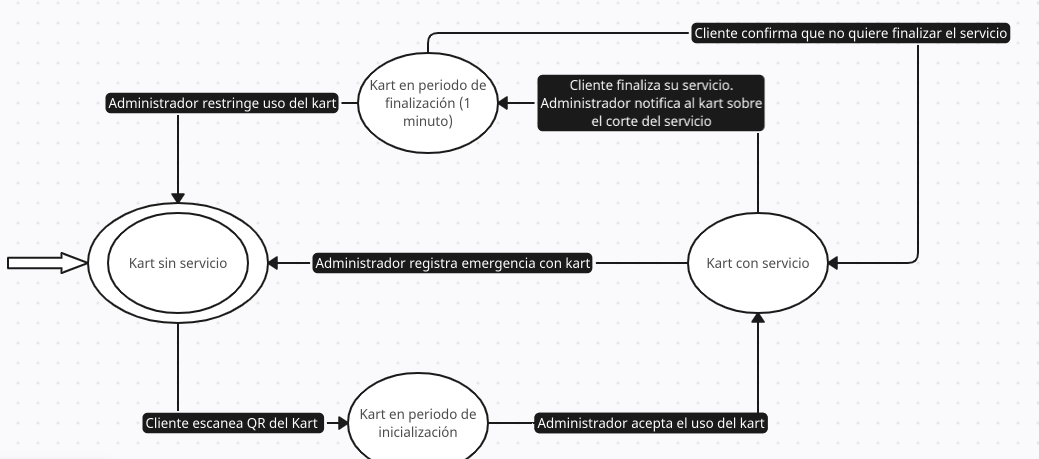 Cliente confirma que no quiere finalizar el servicio
Kart en periodo de
finalización (1
minuto)
Cliente finaliza su servicio.
Administrador notifica al kart sobre
el corte del servicio
Administrador restringe uso del kart
Kart sin servicio
Administrador registra emergencia con kart
Kart con servicio
Cliente escanea QR del Kart
Kart en periodo de
inicialización
Administrador acepta el uso del kart